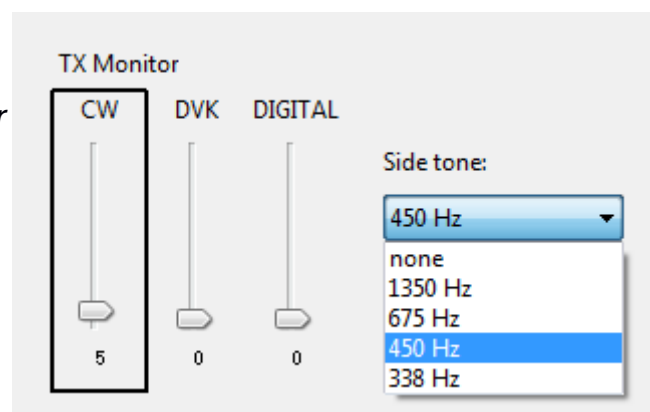 TX Monitor
r
CW DVK DIGITAL
Side tone:
450 Hz
none
1350 Hz
675 Hz
450 Hz
338 Hz
5 0 0